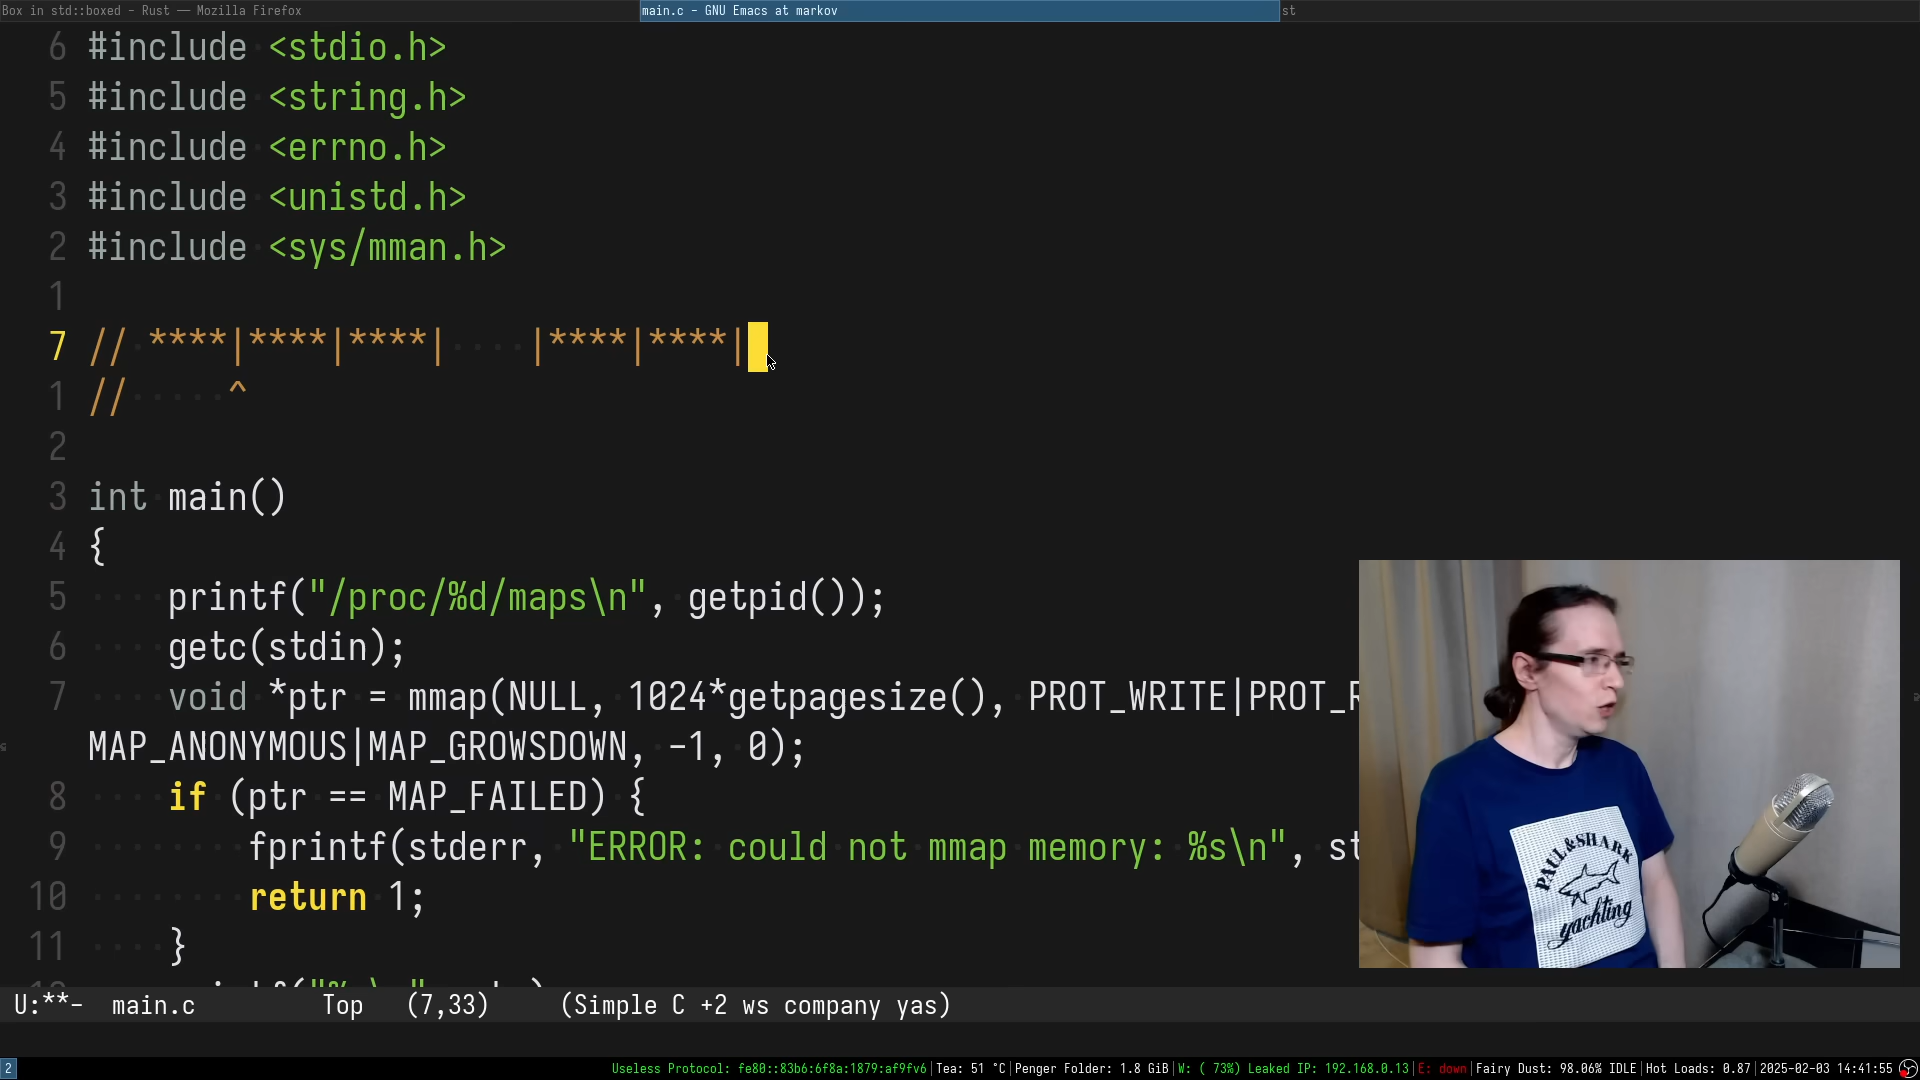 Box in std::boxed - Rust — Mozilla Firefox
main.c - GNU Emacs at markov
st
6 #include <stdio.h>
5 #include <string.h>
4 #include <errno.h>
3 #include <unistd.h>
2 #include <sys/mman.h>
1
7 // ****|****|****|    |****|****|
1 //     ^
2
3 int main()
4 {
5     printf("/proc/%d/maps\n", getpid());
6     getc(stdin);
7     void *ptr = mmap(NULL, 1024*getpagesize(), PROT_WRITE|PROT_R
MAP_ANONYMOUS|MAP_GROWSDOWN, -1, 0);
8     if (ptr == MAP_FAILED) {
9         fprintf(stderr, "ERROR: could not mmap memory: %s\n", st
10         return 1;
11     }
PAUL&SHARK
yachting
U:**-  main.c          Top   (7,33)     (Simple C +2 ws company yas)
2
Useless Protocol: fe80::83b6:6f8a:1879:af9fv6|Tea: 51 °C|Penger Folder: 1.8 GiB|W: ( 73%) Leaked IP: 192.168.0.13|E: down|Fairy Dust: 98.06% IDLE|Hot Loads: 0.87|2025-02-03 14:41:55